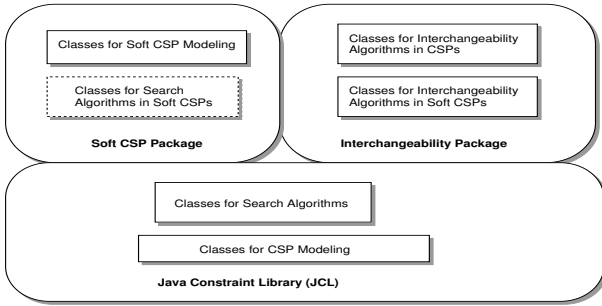 Classes for Soft CSP Modeling
Classes for Search
Algorithms in Soft CSPs
Soft CSP Package
Classes for Interchangeability
Algorithms in CSPs
Classes for Interchangeability
Algorithms in Soft CSPs
Interchangeability Package
Classes for Search Algorithms
Classes for CSP Modeling
Java Constraint Library (JCL)